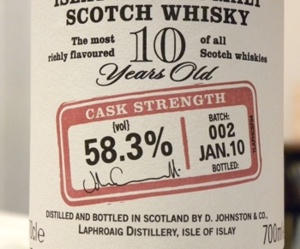 SCOTCH WHISKY
The most 10 of all
richly flavoured Scotch whiskies
Years Old
CASK STRENGTH
(vol)
58.3%
BATCH:
002
JAN.10
BOTTLED:
DISTILLED AND BOTTLED IN SCOTLAND BY D. JOHNSTON & CO.,
LAPHROAIG DISTILLERY, ISLE OF ISLAY
700ml